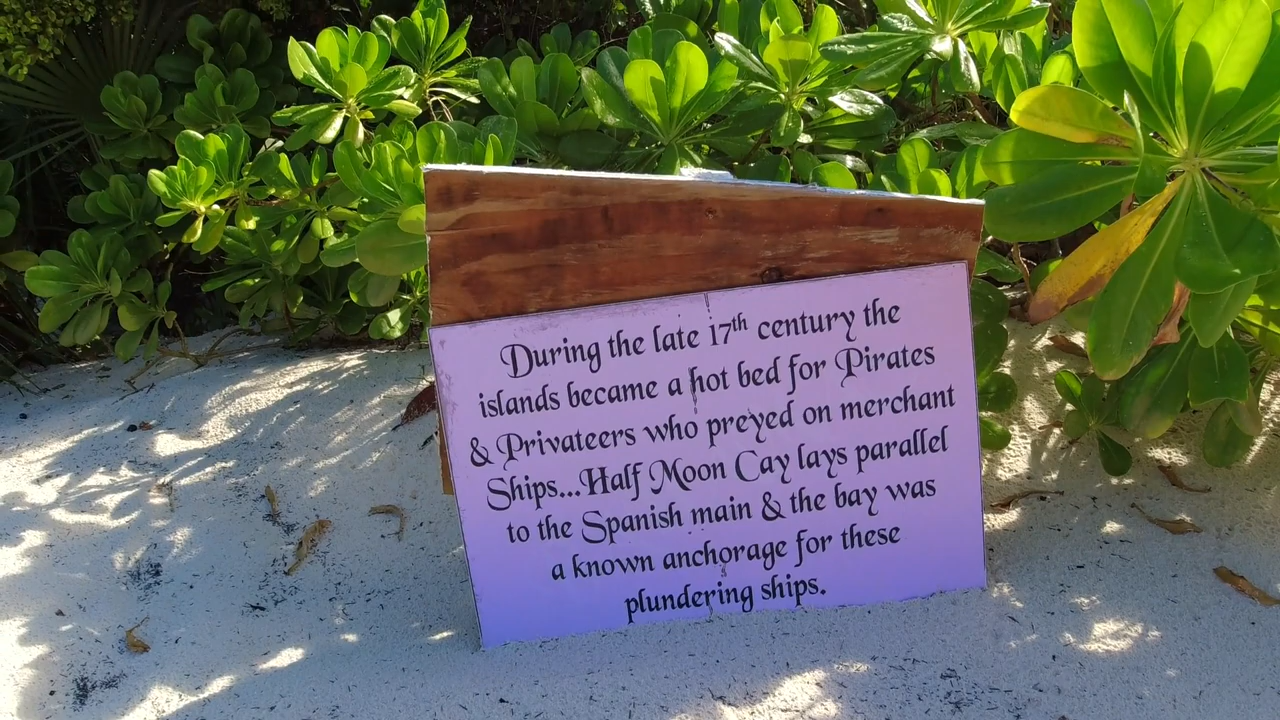 During the late 17th century the
islands became a hot bed for Pirates
& Privateers who preyed on merchant
Ships...Half Moon Cay lays parallel
to the Spanish main & the bay was
a known anchorage for these
plundering ships.